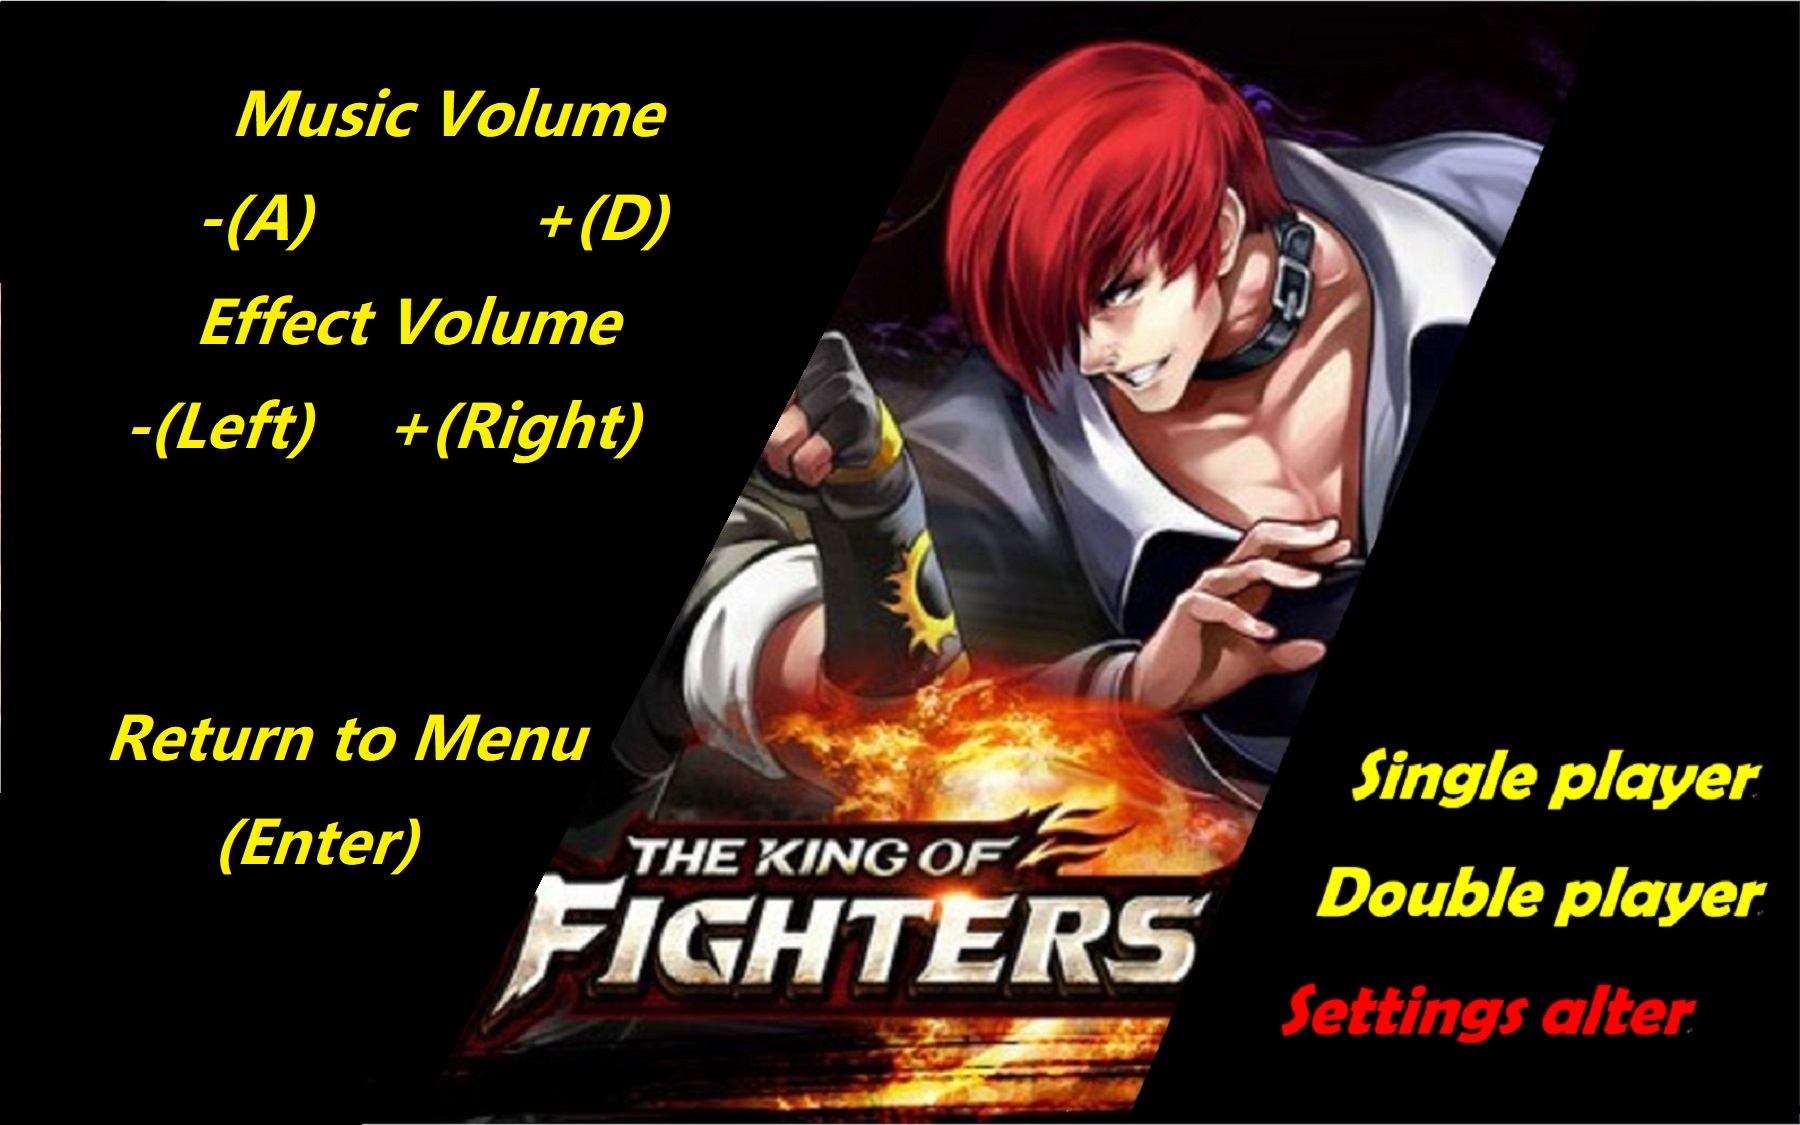 Music Volume
-(A) +(D)
Effect Volume
-(Left) +(Right)
Return to Menu
(Enter)
THE KING OF
FIGHTERS
Single player
Double player
Settings alter